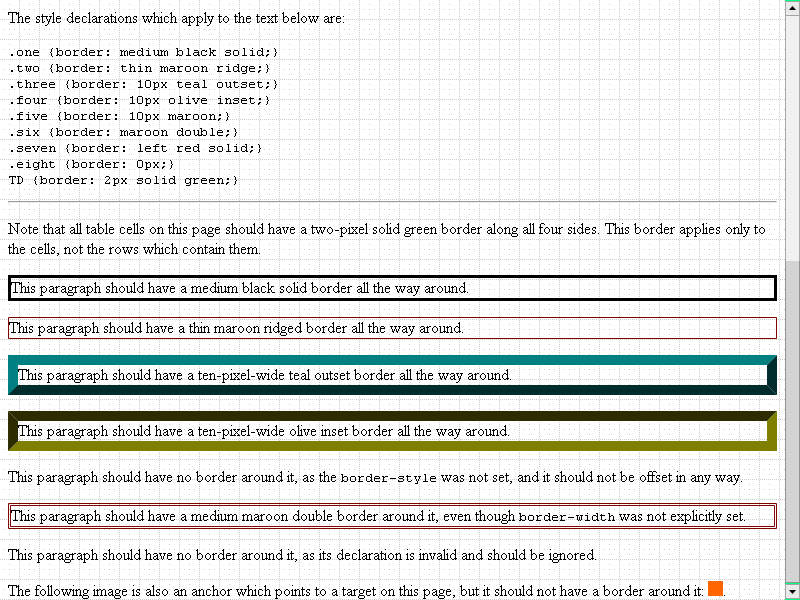 The style declarations which apply to the text below are:
.one {border: medium black solid;}
.two {border: thin maroon ridge;}
.three {border: 10px teal outset;}
.four {border: 10px olive inset;}
.five {border: 10px maroon;}
.six {border: maroon double;}
.seven {border: left red solid;}
.eight {border: 0px;}
TD {border: 2px solid green;}
Note that all table cells on this page should have a two-pixel solid green border along all four sides. This border applies only to
the cells, not the rows which contain them.
This paragraph should have a medium black solid border all the way around.
This paragraph should have a thin maroon ridged border all the way around.
This paragraph should have a ten-pixel-wide teal outset border all the way around.
This paragraph should have a ten-pixel-wide olive inset border all the way around.
This paragraph should have no border around it, as the border-style was not set, and it should not be offset in any way.
This paragraph should have a medium maroon double border around it, even though border-width was not explicitly set.
This paragraph should have no border around it, as its declaration is invalid and should be ignored.
The following image is also an anchor which points to a target on this page, but it should not have a border around it: .